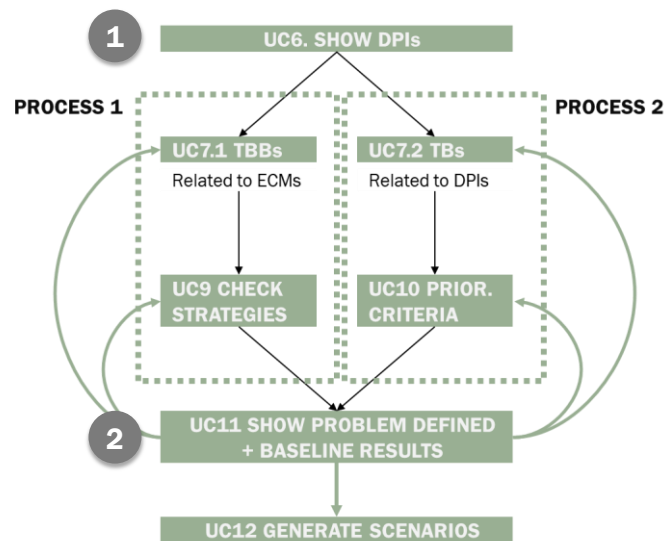 1
UC6. SHOW DPIs
PROCESS 1
PROCESS 2
UC7.1 TBBs
UC7.2 TBs
Related to ECMs
Related to DPIs
UC9 CHECK
STRATEGIES
UC10 PRIOR.
CRITERIA
2
UC11 SHOW PROBLEM DEFINED
+ BASELINE RESULTS
UC12 GENERATE SCENARIOS